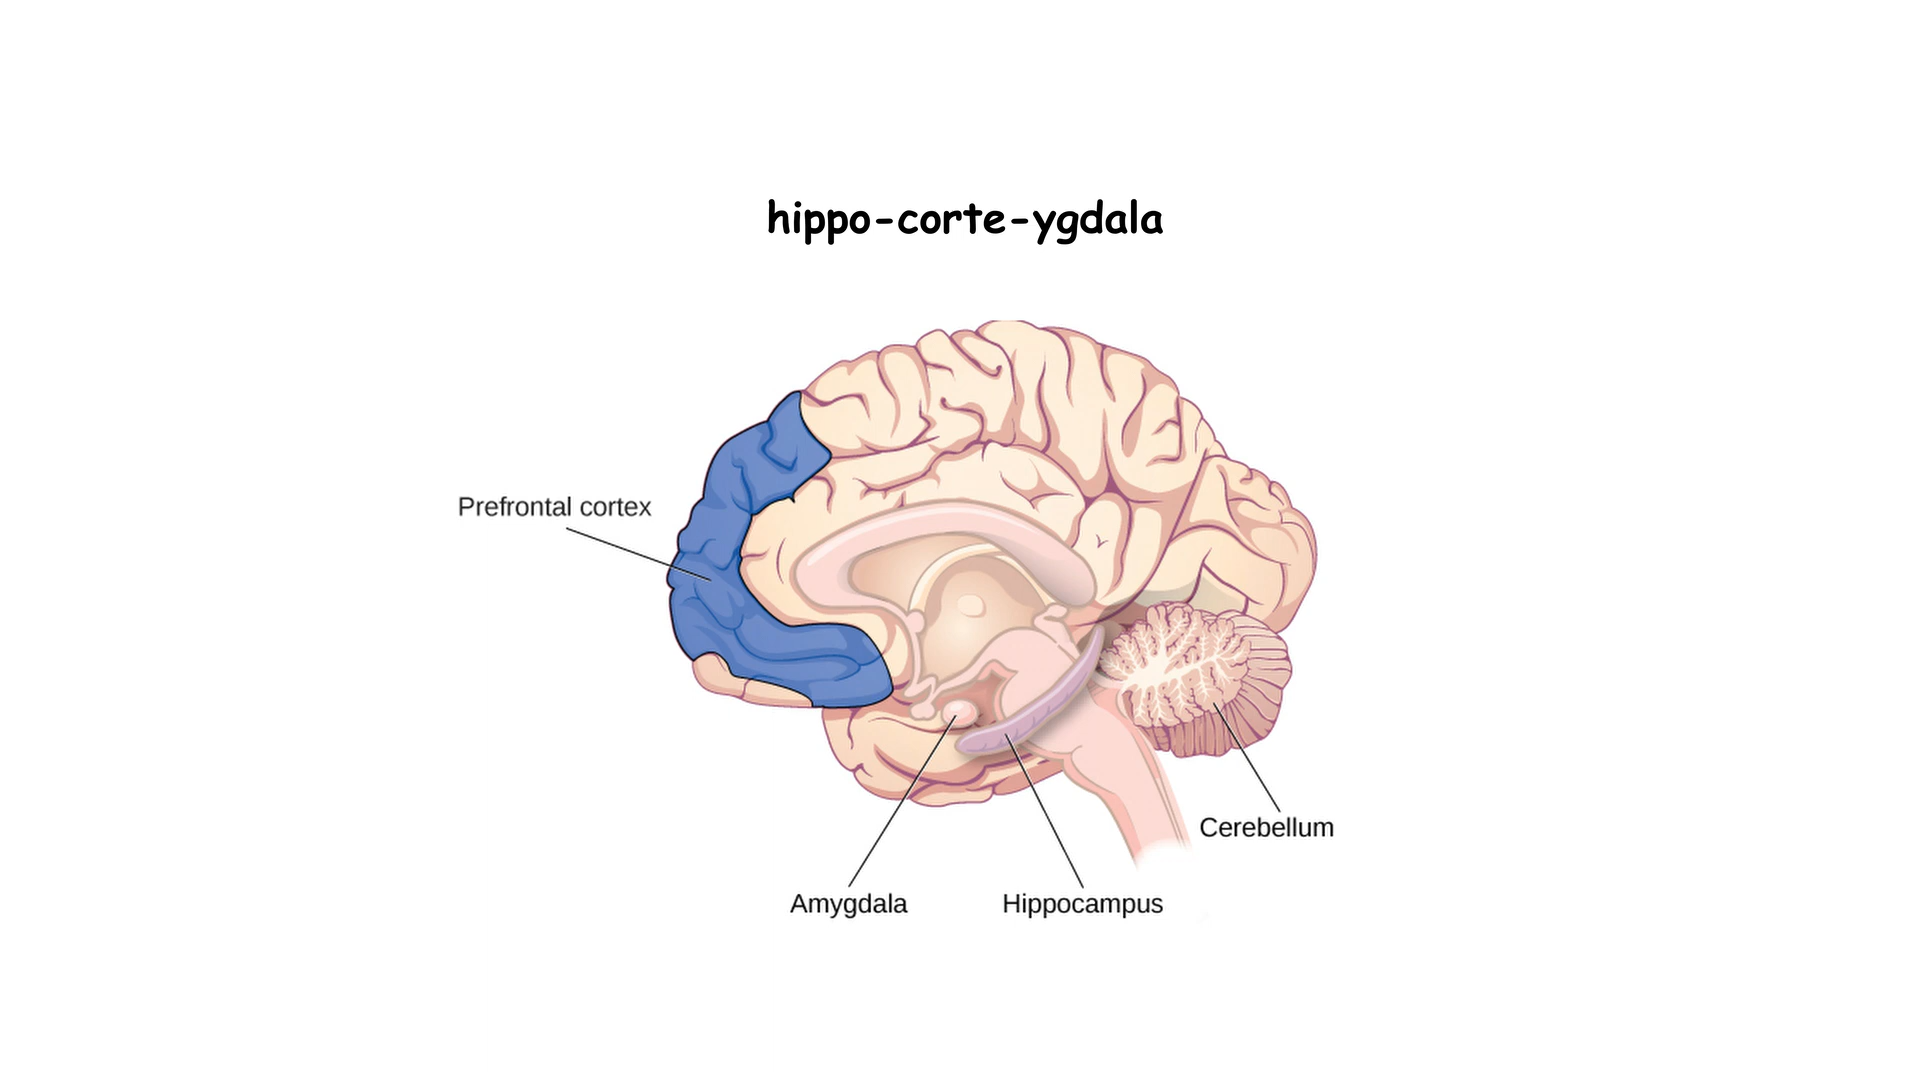 hippo-corte-ygdala
Prefrontal cortex
Cerebellum
Amygdala
Hippocampus